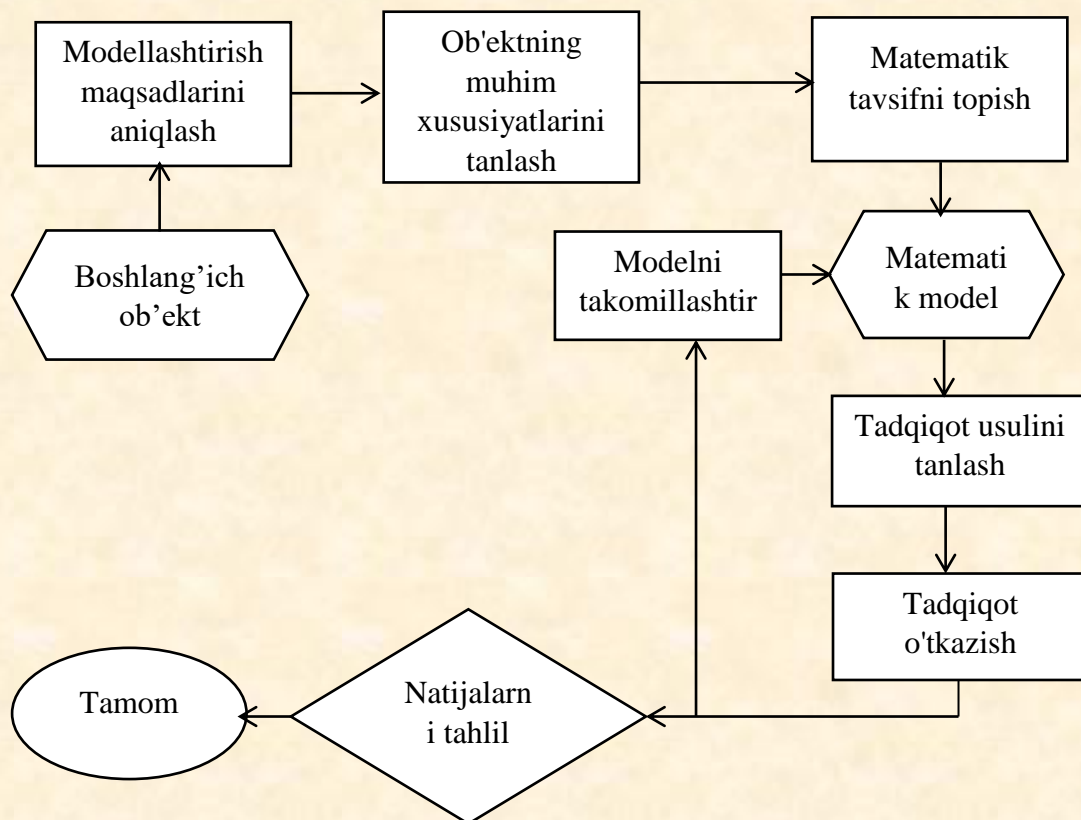 Modellashtirish
maqsadlarini
aniqlash
Ob'ektning
muhim
xususiyatlarini
tanlash
Matematik
tavsifni topish
Boshlang’ich
ob’ekt
Modelni
takomillashtir
Matemati
k model
Tadqiqot usulini
tanlash
Tadqiqot
o'tkazish
Natijalarn
i tahlil
Tamom